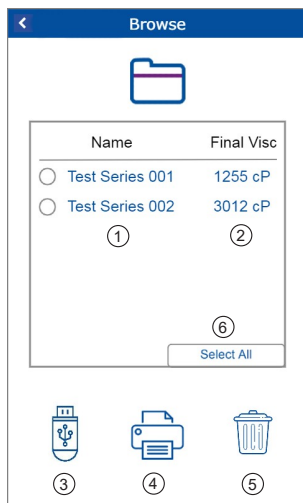 Browse
Name Final Visc
Test Series 001 1255 cP
Test Series 002 3012 cP
1 2
6
Select All
3 4 5